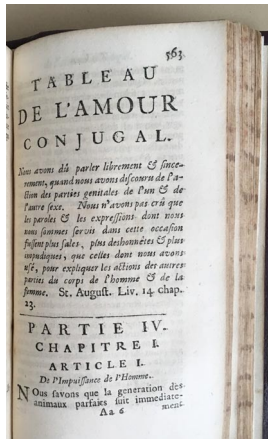 563.
TABLEAU
DE L'AMOUR
CONJUGAL.
Nous avons dû parler librement & since-
rement, quand nous avons discouru de l'a-
ction des parties genitales de l'un & de
l'autre sexe. Nous n'avons pas crû que
les paroles & les expressions dont nous
nous sommes servis dans cette occasion
fussent plus sales, plus deshonnêtes & plus
impudiques, que celles dont nous avons
usé, pour expliquer les actions des autres
parties du corps de l'homme & de la
femme. St. August. Liv. 14 chap.
23.
PARTIE IV.
CHAPITRE I.
ARTICLE I.
De l'Impuissance de l'Homme.
NOus savons que la generation des
animaux parfaits suit immediate-
Aa 6 ment